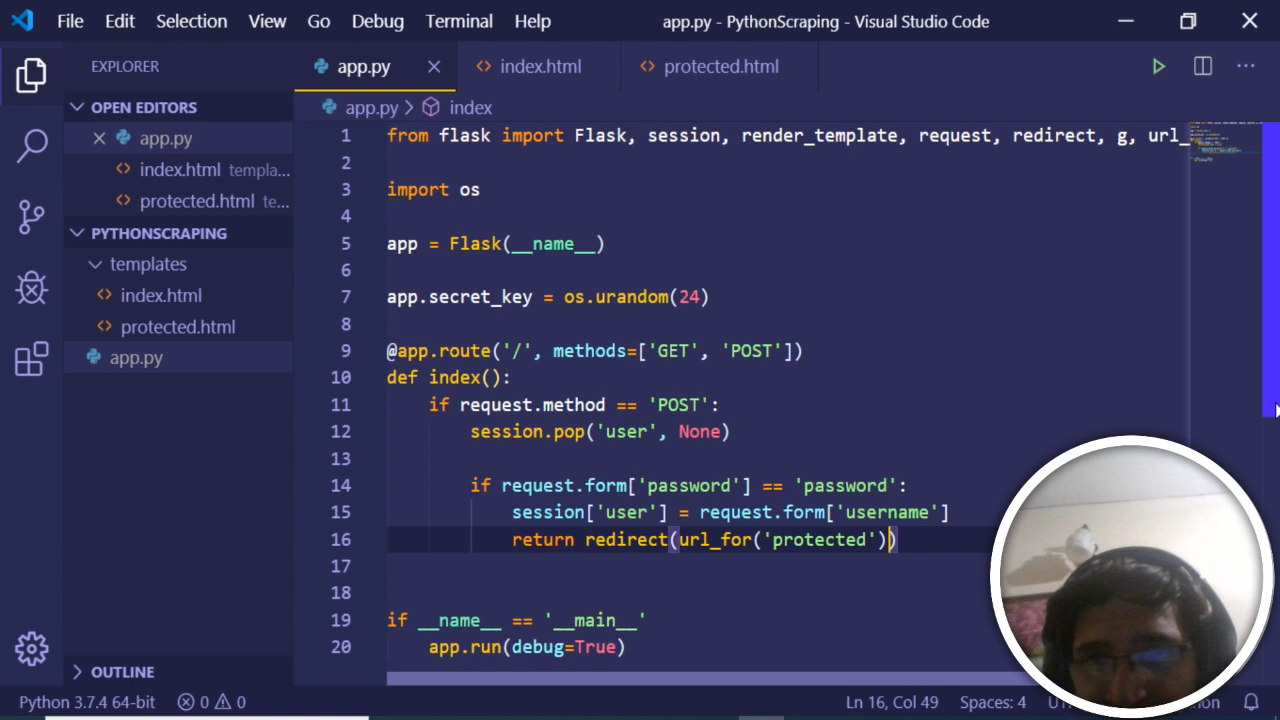 File Edit Selection View Go Debug Terminal Help app.py - PythonScraping - Visual Studio Code
EXPLORER
app.py
index.html
protected.html
OPEN EDITORS
app.py > index
app.py
index.html templa...
protected.html te...
PYTHONSCRAPING
templates
index.html
protected.html
app.py
OUTLINE
1 from flask import Flask, session, render_template, request, redirect, g, url_
2
3 import os
4
5 app = Flask(__name__)
6
7 app.secret_key = os.urandom(24)
8
9 @app.route('/', methods=['GET', 'POST'])
10 def index():
11 if request.method == 'POST':
12 session.pop('user', None)
13
14 if request.form['password'] == 'password':
15 session['user'] = request.form['username']
16 return redirect(url_for('protected'))
17
18
19 if __name__ == '__main__'
20 app.run(debug=True)
Python 3.7.4 64-bit 0 0 Ln 16, Col 49 Spaces: 4